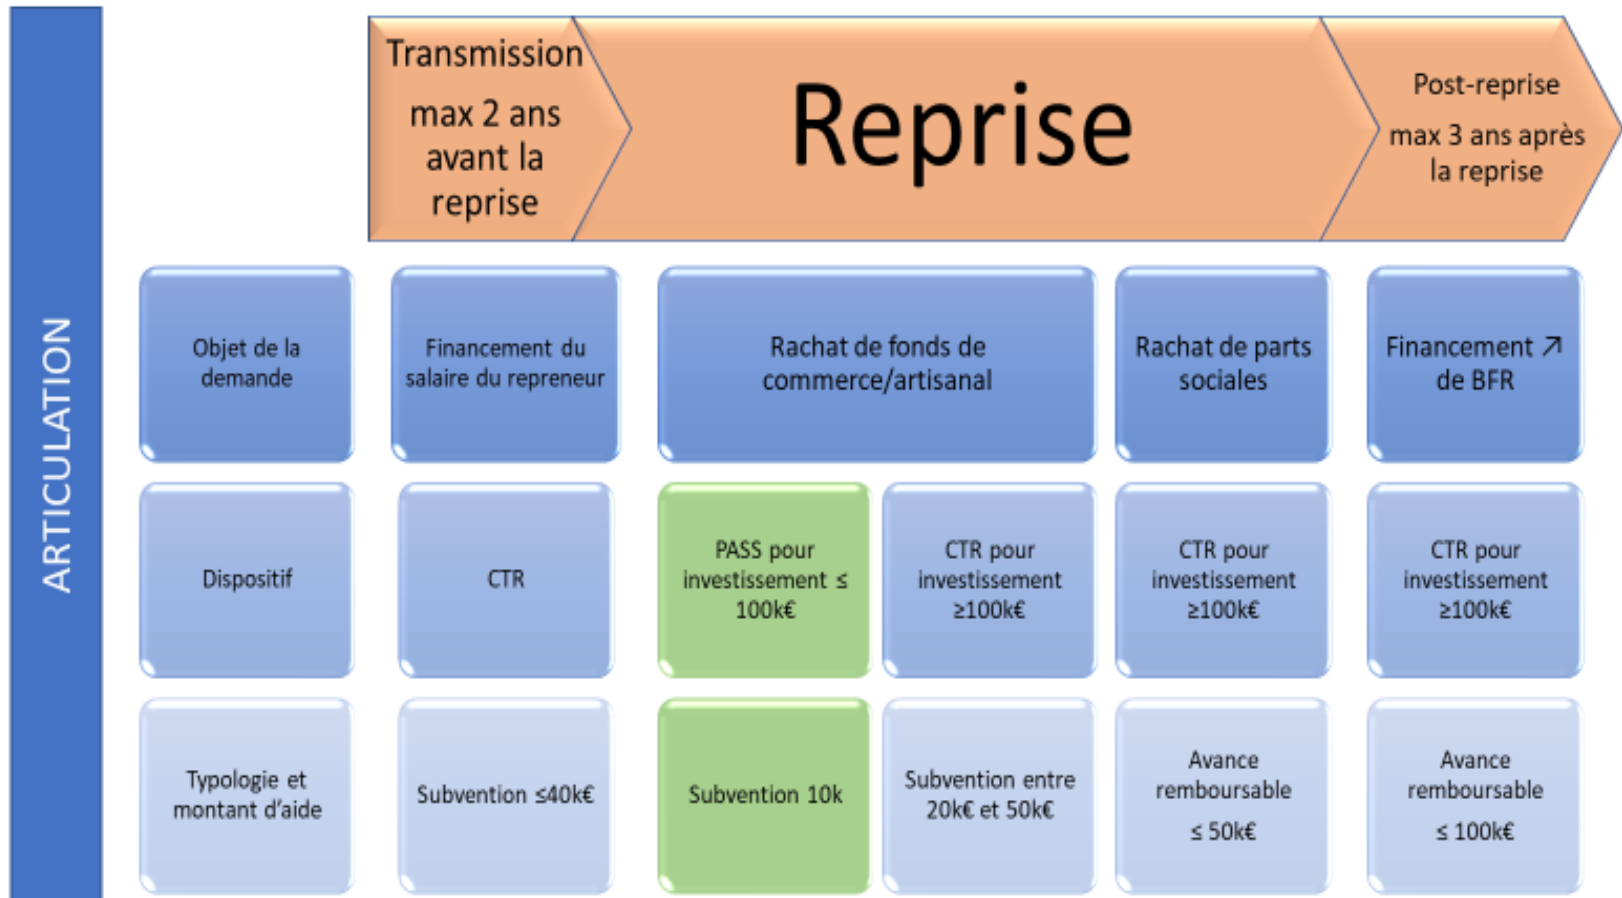 ARTICULATION
Transmission
max 2 ans
avant la
reprise
Reprise
Post-reprise
max 3 ans après
la reprise
Objet de la
demande
Financement du
salaire du repreneur
Rachat de fonds de
commerce/artisanal
Rachat de parts
sociales
Financement ↗
de BFR
Dispositif
CTR
PASS pour
investissement ≤
100k€
CTR pour
investissement
≥100k€
CTR pour
investissement
≥100k€
CTR pour
investissement
≥100k€
Typologie et
montant d’aide
Subvention ≤40k€
Subvention 10k
Subvention entre
20k€ et 50k€
Avance
remboursable
≤ 50k€
Avance
remboursable
≤ 100k€